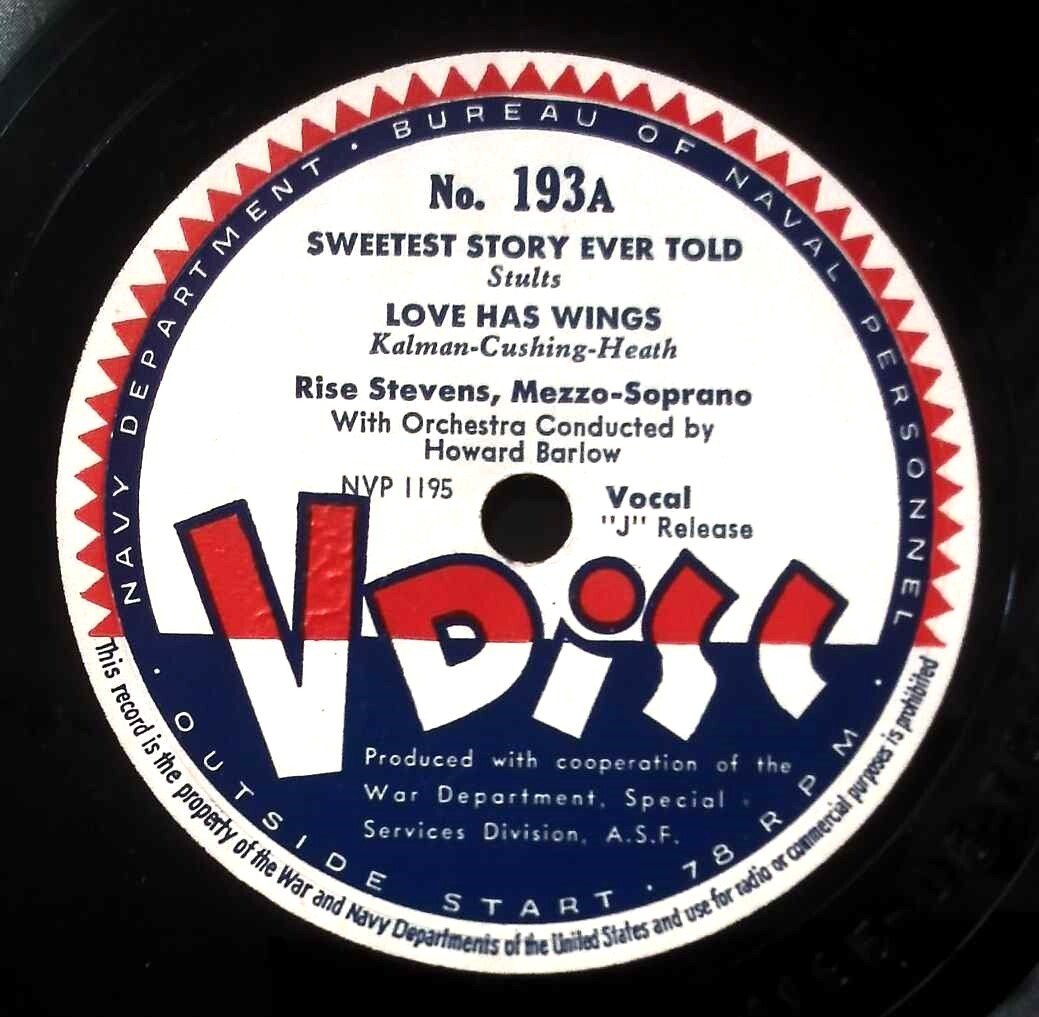 NAVY DEPARTMENT · BUREAU OF NAVAL PERSONNEL
No. 193A
SWEETEST STORY EVER TOLD
Stults
LOVE HAS WINGS
Kalman-Cushing-Heath
Rise Stevens, Mezzo-Soprano
With Orchestra Conducted by
Howard Barlow
NVP 1195
Vocal
"J" Release
V Disc
Produced with cooperation of the
War Department, Special
Services Division, A.S.F.
· OUTSIDE START · 78 RPM ·
This record is the property of the War and Navy Departments of the United States and use for radio or commercial purposes is prohibited